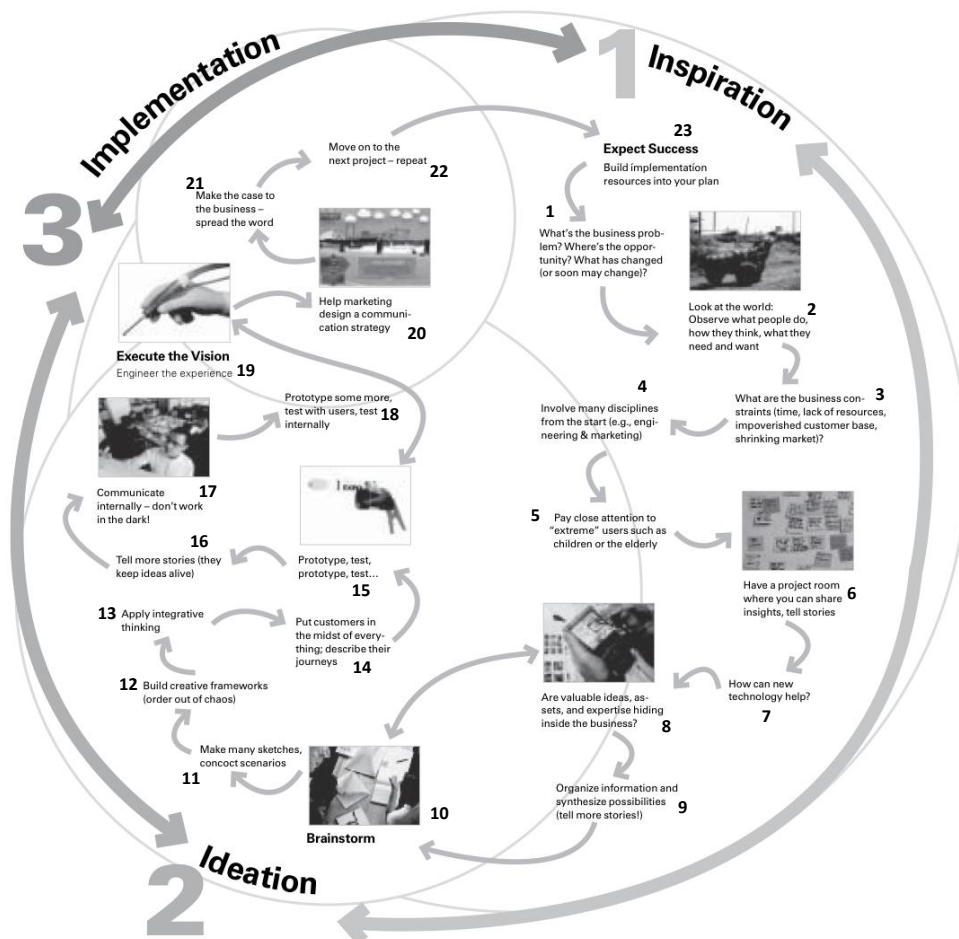 1
Inspiration
23
Expect Success
Build implementation
resources into your plan
1
What's the business prob-
lem? Where's the oppor-
tunity? What has changed
(or soon may change)?
Look at the world:
Observe what people do,
how they think, what they
need and want
2
What are the business con-
straints (time, lack of resources,
impoverished customer base,
shrinking market)?
3
4
Involve many disciplines
from the start (e.g., engi-
neering & marketing)
5
Pay close attention to
"extreme" users such as
children or the elderly
Have a project room
where you can share
insights, tell stories
6
How can new
technology help?
7
Are valuable ideas, as-
sets, and expertise hiding
inside the business?
8
Organize information and
synthesize possibilities
(tell more stories!)
9
2
Ideation
10
Brainstorm
Make many sketches,
concoct scenarios
11
12
Build creative frameworks
(order out of chaos)
13
Apply integrative
thinking
Put customers in
the midst of every-
thing; describe their
journeys
14
EXPO
Prototype, test,
prototype, test...
15
16
Tell more stories (they
keep ideas alive)
17
Communicate
internally – don't work
in the dark!
Prototype some more,
test with users, test
internally
18
3
Implementation
Execute the Vision
Engineer the experience
19
Help marketing
design a communi-
cation strategy
20
21
Make the case to
the business –
spread the word
Move on to the
next project – repeat
22